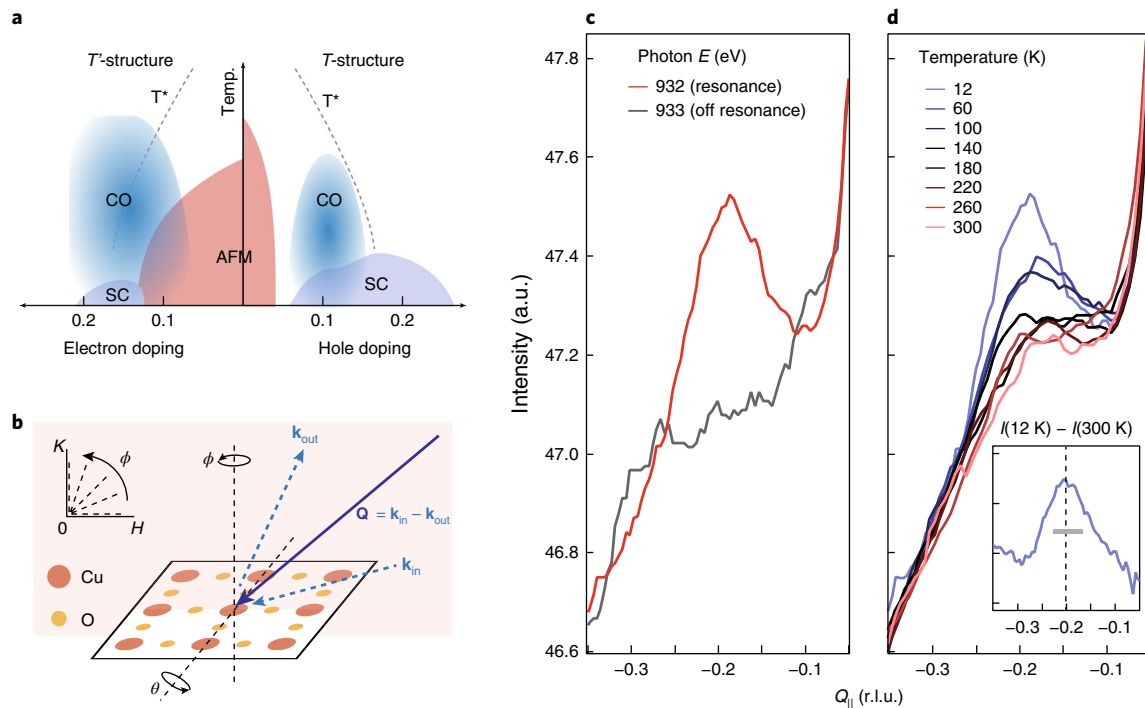 a
T′-structure
T-structure
T*
T*
Temp.
CO
CO
AFM
SC
SC
0.2
0.1
0.1
0.2
Electron doping
Hole doping
b
K
ϕ
0
H
ϕ
k_out
Q = k_in − k_out
k_in
Cu
O
θ
c
Photon E (eV)
932 (resonance)
933 (off resonance)
47.8
47.6
47.4
47.2
47.0
46.8
46.6
Intensity (a.u.)
−0.3
−0.2
−0.1
Q_|| (r.l.u.)
d
Temperature (K)
12
60
100
140
180
220
260
300
I(12 K) − I(300 K)
−0.3
−0.2
−0.1
−0.3
−0.2
−0.1